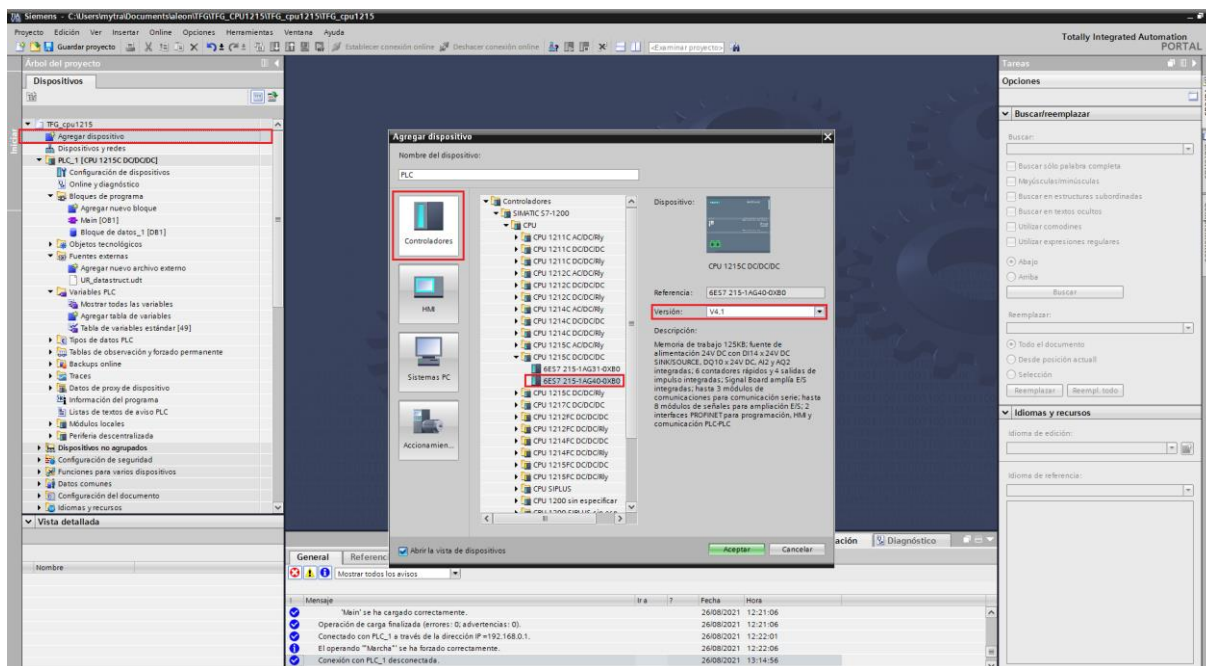 Siemens - C:\Users\mytra\Documents\aleon\TFG\TFG_CPU1215\TFG_cpu1215\TFG_cpu1215
Proyecto Edición Ver Insertar Online Opciones Herramientas Ventana Ayuda
Totally Integrated Automation
PORTAL
Guardar proyecto
Establecer conexión online
Deshacer conexión online
<Examinar proyecto>
Árbol del proyecto
Dispositivos
Iniciar
TFG_cpu1215
Agregar dispositivo
Dispositivos y redes
PLC_1 [CPU 1215C DC/DC/DC]
Configuración de dispositivos
Online y diagnóstico
Bloques de programa
Agregar nuevo bloque
Main [OB1]
Bloque de datos_1 [DB1]
Objetos tecnológicos
Fuentes externas
Agregar nuevo archivo externo
UR_datastruct.udt
Variables PLC
Mostrar todas las variables
Agregar tabla de variables
Tabla de variables estándar [49]
Tipos de datos PLC
Tablas de observación y forzado permanente
Backups online
Traces
Datos de proxy de dispositivo
Información del programa
Listas de textos de aviso PLC
Módulos locales
Periferia descentralizada
Dispositivos no agrupados
Configuración de seguridad
Funciones para varios dispositivos
Datos comunes
Configuración del documento
Idiomas y recursos
Vista detallada
Nombre
Agregar dispositivo
Nombre del dispositivo:
PLC
Controladores
HMI
Sistemas PC
Accionamien...
Controladores
SIMATIC S7-1200
CPU
CPU 1211C AC/DC/Rly
CPU 1211C DC/DC/DC
CPU 1211C DC/DC/Rly
CPU 1212C AC/DC/Rly
CPU 1212C DC/DC/DC
CPU 1212C DC/DC/Rly
CPU 1214C AC/DC/Rly
CPU 1214C DC/DC/DC
CPU 1214C DC/DC/Rly
CPU 1215C AC/DC/Rly
CPU 1215C DC/DC/DC
6ES7 215-1AG31-0XB0
6ES7 215-1AG40-0XB0
CPU 1215C DC/DC/Rly
CPU 1217C DC/DC/DC
CPU 1212FC DC/DC/DC
CPU 1212FC DC/DC/Rly
CPU 1214FC DC/DC/DC
CPU 1214FC DC/DC/Rly
CPU 1215FC DC/DC/DC
CPU 1215FC DC/DC/Rly
CPU SIPLUS
CPU 1200 sin especificar
Dispositivo:
CPU 1215C DC/DC/DC
Referencia: 6ES7 215-1AG40-0XB0
Versión: V4.1
Descripción:
Memoria de trabajo 125KB; fuente de
alimentación 24V DC con DI14 x 24V DC
SINK/SOURCE, DQ10 x 24V DC, AI2 y AQ2
integradas; 6 contadores rápidos y 4 salidas de
impulso integradas; Signal Board amplía E/S
integradas; hasta 3 módulos de
comunicaciones para comunicación serie; hasta
8 módulos de señales para ampliación E/S; 2
interfaces PROFINET para programación, HMI y
comunicación PLC-PLC
Abrir la vista de dispositivos
Aceptar Cancelar
ación Diagnóstico
General Referenc
Mostrar todos los avisos
! Mensaje Ir a ? Fecha Hora
'Main' se ha cargado correctamente. 26/08/2021 12:21:06
Operación de carga finalizada (errores: 0; advertencias: 0). 26/08/2021 12:21:06
Conectado con PLC_1 a través de la dirección IP =192.168.0.1. 26/08/2021 12:22:01
El operando '"Marcha"' se ha forzado correctamente. 26/08/2021 12:22:06
Conexión con PLC_1 desconectada. 26/08/2021 13:14:56
Tareas
Opciones
Buscar/reemplazar
Buscar:
Buscar sólo palabra completa
Mayúsculas/minúsculas
Buscar en estructuras subordinadas
Buscar en textos ocultos
Utilizar comodines
Utilizar expresiones regulares
Abajo
Arriba
Buscar
Reemplazar:
Todo el documento
Desde posición actuall
Selección
Reemplazar Reempl. todo
Idiomas y recursos
Idioma de edición:
Idioma de referencia: